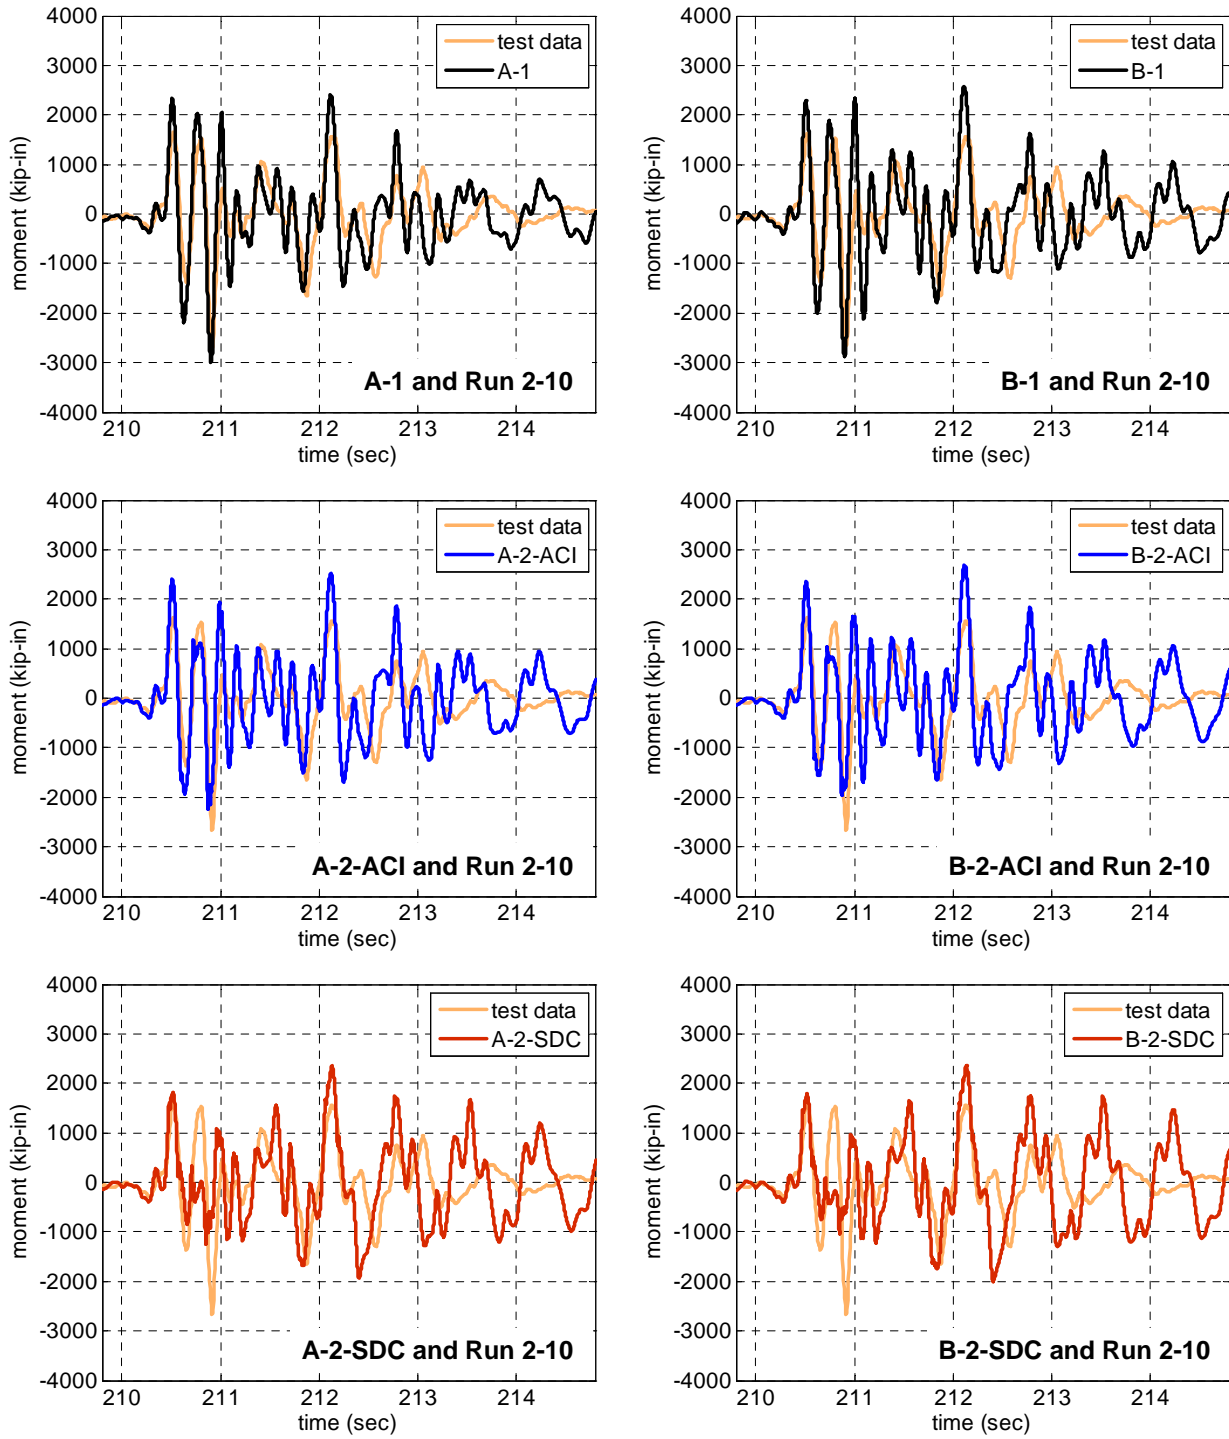 4000
3000
2000
1000
0
-1000
-2000
-3000
-4000
moment (kip-in)
test data
A-1
A-1 and Run 2-10
210
211
212
213
214
time (sec)
4000
3000
2000
1000
0
-1000
-2000
-3000
-4000
moment (kip-in)
test data
B-1
B-1 and Run 2-10
210
211
212
213
214
time (sec)
4000
3000
2000
1000
0
-1000
-2000
-3000
-4000
moment (kip-in)
test data
A-2-ACI
A-2-ACI and Run 2-10
210
211
212
213
214
time (sec)
4000
3000
2000
1000
0
-1000
-2000
-3000
-4000
moment (kip-in)
test data
B-2-ACI
B-2-ACI and Run 2-10
210
211
212
213
214
time (sec)
4000
3000
2000
1000
0
-1000
-2000
-3000
-4000
moment (kip-in)
test data
A-2-SDC
A-2-SDC and Run 2-10
210
211
212
213
214
time (sec)
4000
3000
2000
1000
0
-1000
-2000
-3000
-4000
moment (kip-in)
test data
B-2-SDC
B-2-SDC and Run 2-10
210
211
212
213
214
time (sec)